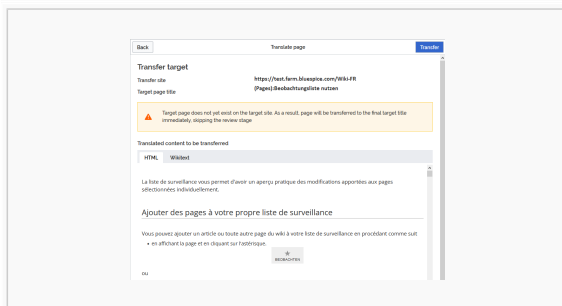 Back
Translate page
Transfer
Transfer target
Transfer site
https://test.farm.bluespice.com/Wiki-FR
Target page title
(Pages):Beobachtungsliste nutzen
Target page does not yet exist on the target site. As a result, page will be transferred to the final target title
immediately, skipping the review stage
Translated content to be transferred
HTML
Wikitext
La liste de surveillance vous permet d'avoir un aperçu pratique des modifications apportées aux pages
sélectionnées individuellement.
Ajouter des pages à votre propre liste de surveillance
Vous pouvez ajouter un article ou toute autre page du wiki à votre liste de surveillance en procédant comme suit
• en affichant la page et en cliquant sur l'astérisque.
BEOBACHTEN
ou